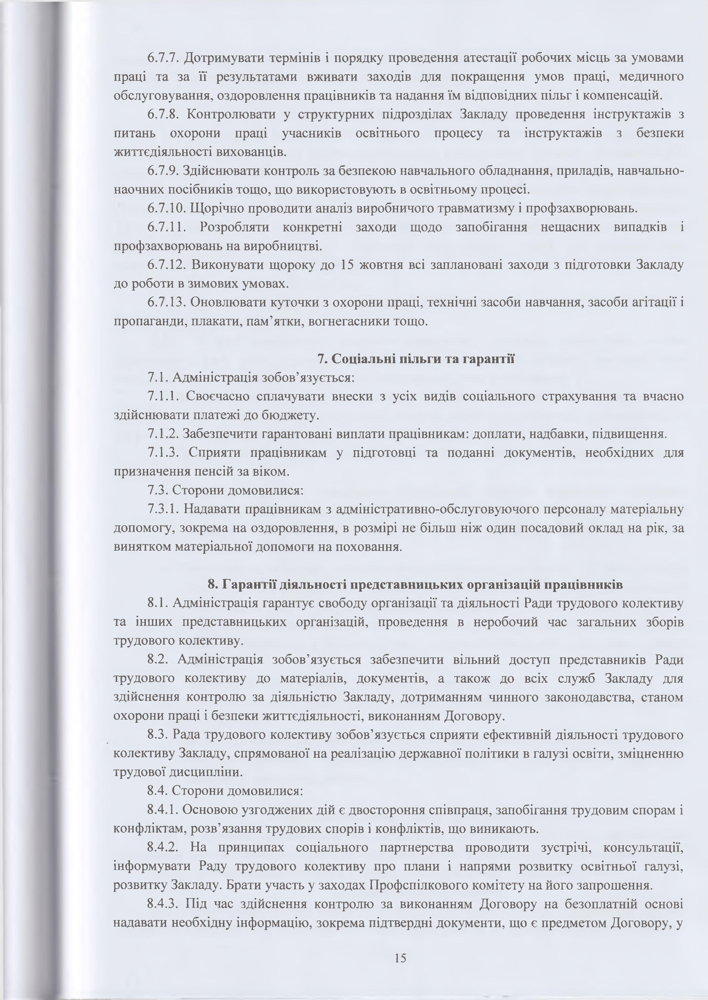 6.7.7. Дотримувати термінів і порядку проведення атестації робочих місць за умовами
праці та за її результатами вживати заходів для покращення умов праці, медичного
обслуговування, оздоровлення працівників та надання їм відповідних пільг і компенсацій.
6.7.8. Контролювати у структурних підрозділах Закладу проведення інструктажів з
питань охорони праці учасників освітнього процесу та інструктажів з безпеки
життєдіяльності вихованців.
6.7.9. Здійснювати контроль за безпекою навчального обладнання, приладів, навчально-
наочних посібників тощо, що використовують в освітньому процесі.
6.7.10. Щорічно проводити аналіз виробничого травматизму і профзахворювань.
6.7.11. Розробляти конкретні заходи щодо запобігання нещасних випадків і
профзахворювань на виробництві.
6.7.12. Виконувати щороку до 15 жовтня всі заплановані заходи з підготовки Закладу
до роботи в зимових умовах.
6.7.13. Оновлювати куточки з охорони праці, технічні засоби навчання, засоби агітації і
пропаганди, плакати, пам’ятки, вогнегасники тощо.
7. Соціальні пільги та гарантії
7.1. Адміністрація зобов’язується:
7.1.1. Своєчасно сплачувати внески з усіх видів соціального страхування та вчасно
здійснювати платежі до бюджету.
7.1.2. Забезпечити гарантовані виплати працівникам: доплати, надбавки, підвищення.
7.1.3. Сприяти працівникам у підготовці та поданні документів, необхідних для
призначення пенсій за віком.
7.3. Сторони домовилися:
7.3.1. Надавати працівникам з адміністративно-обслуговуючого персоналу матеріальну
допомогу, зокрема на оздоровлення, в розмірі не більш ніж один посадовий оклад на рік, за
винятком матеріальної допомоги на поховання.
8. Гарантії діяльності представницьких організацій працівників
8.1. Адміністрація гарантує свободу організації та діяльності Ради трудового колективу
та інших представницьких організацій, проведення в неробочий час загальних зборів
трудового колективу.
8.2. Адміністрація зобов’язується забезпечити вільний доступ представників Ради
трудового колективу до матеріалів, документів, а також до всіх служб Закладу для
здійснення контролю за діяльністю Закладу, дотриманням чинного законодавства, станом
охорони праці і безпеки життєдіяльності, виконанням Договору.
8.3. Рада трудового колективу зобов’язується сприяти ефективній діяльності трудового
колективу Закладу, спрямованої на реалізацію державної політики в галузі освіти, зміцненню
трудової дисципліни.
8.4. Сторони домовилися:
8.4.1. Основою узгоджених дій є двостороння співпраця, запобігання трудовим спорам і
конфліктам, розв’язання трудових спорів і конфліктів, що виникають.
8.4.2. На принципах соціального партнерства проводити зустрічі, консультації,
інформувати Раду трудового колективу про плани і напрями розвитку освітньої галузі,
розвитку Закладу. Брати участь у заходах Профспілкового комітету на його запрошення.
8.4.3. Під час здійснення контролю за виконанням Договору на безоплатній основі
надавати необхідну інформацію, зокрема підтвердні документи, що є предметом Договору, у
15